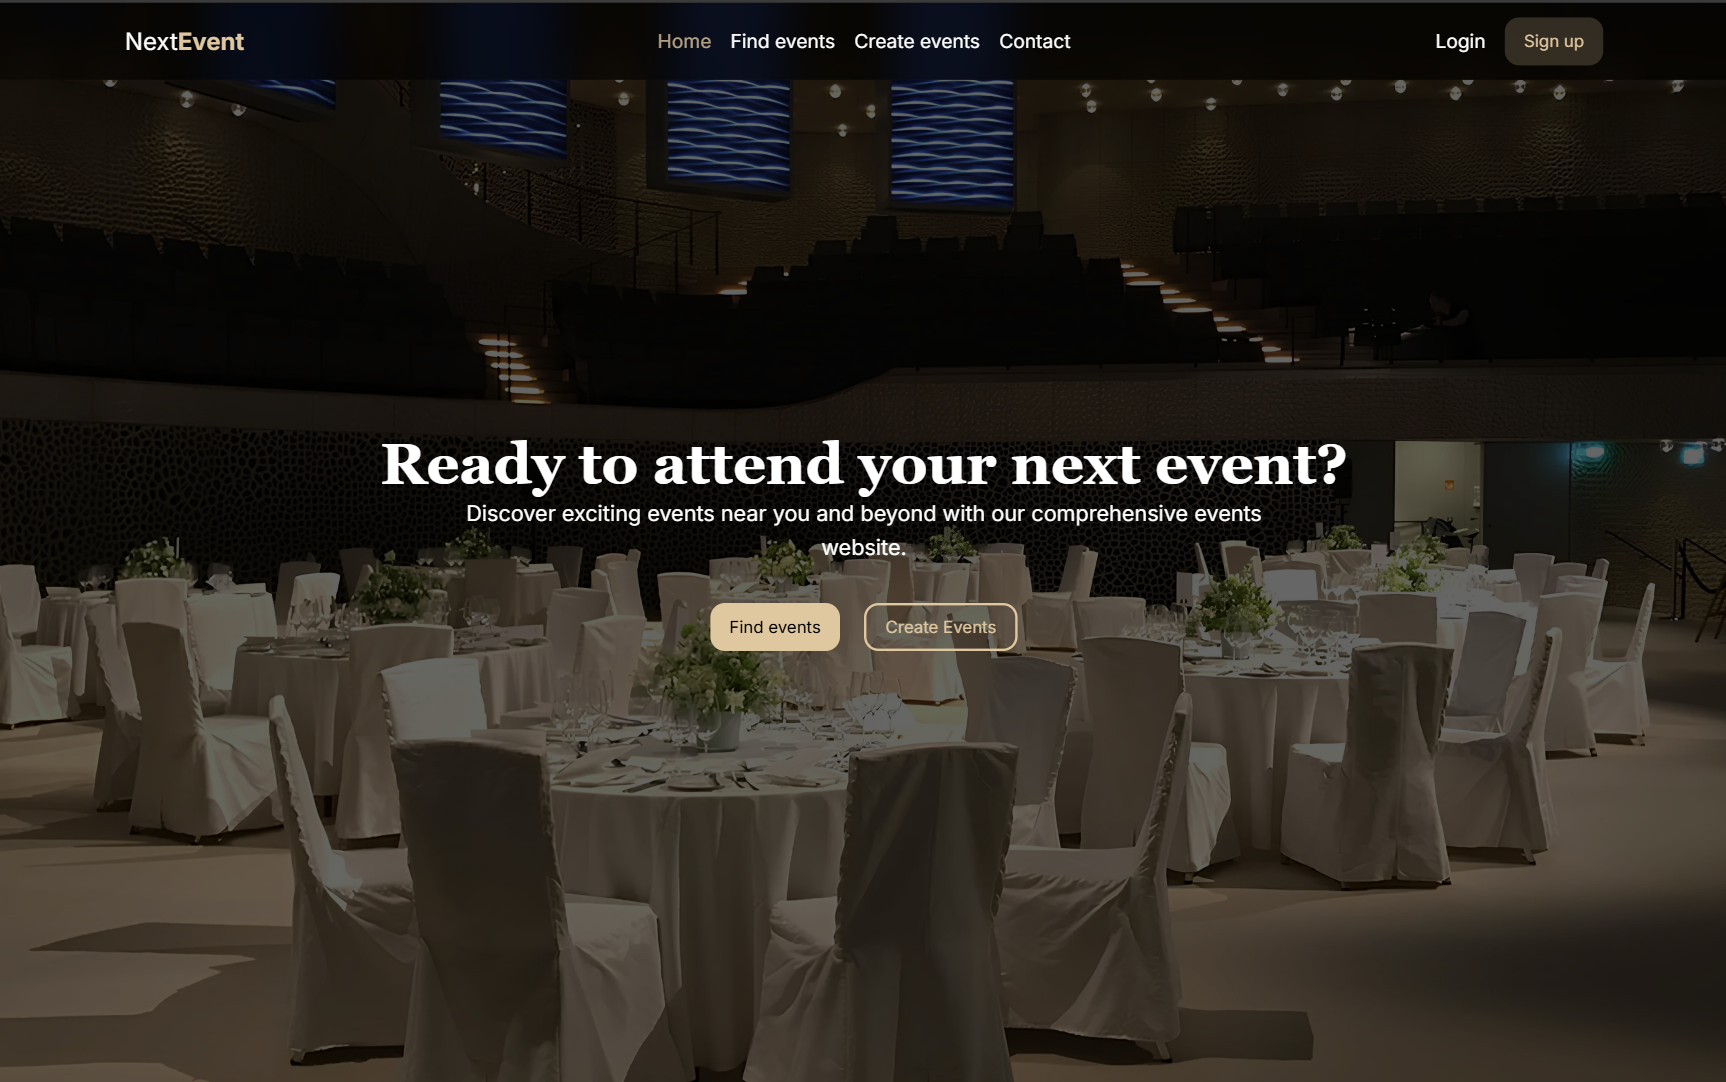 NextEvent
Home Find events Create events Contact
Login Sign up
Ready to attend your next event?
Discover exciting events near you and beyond with our comprehensive events
website.
Find events Create Events